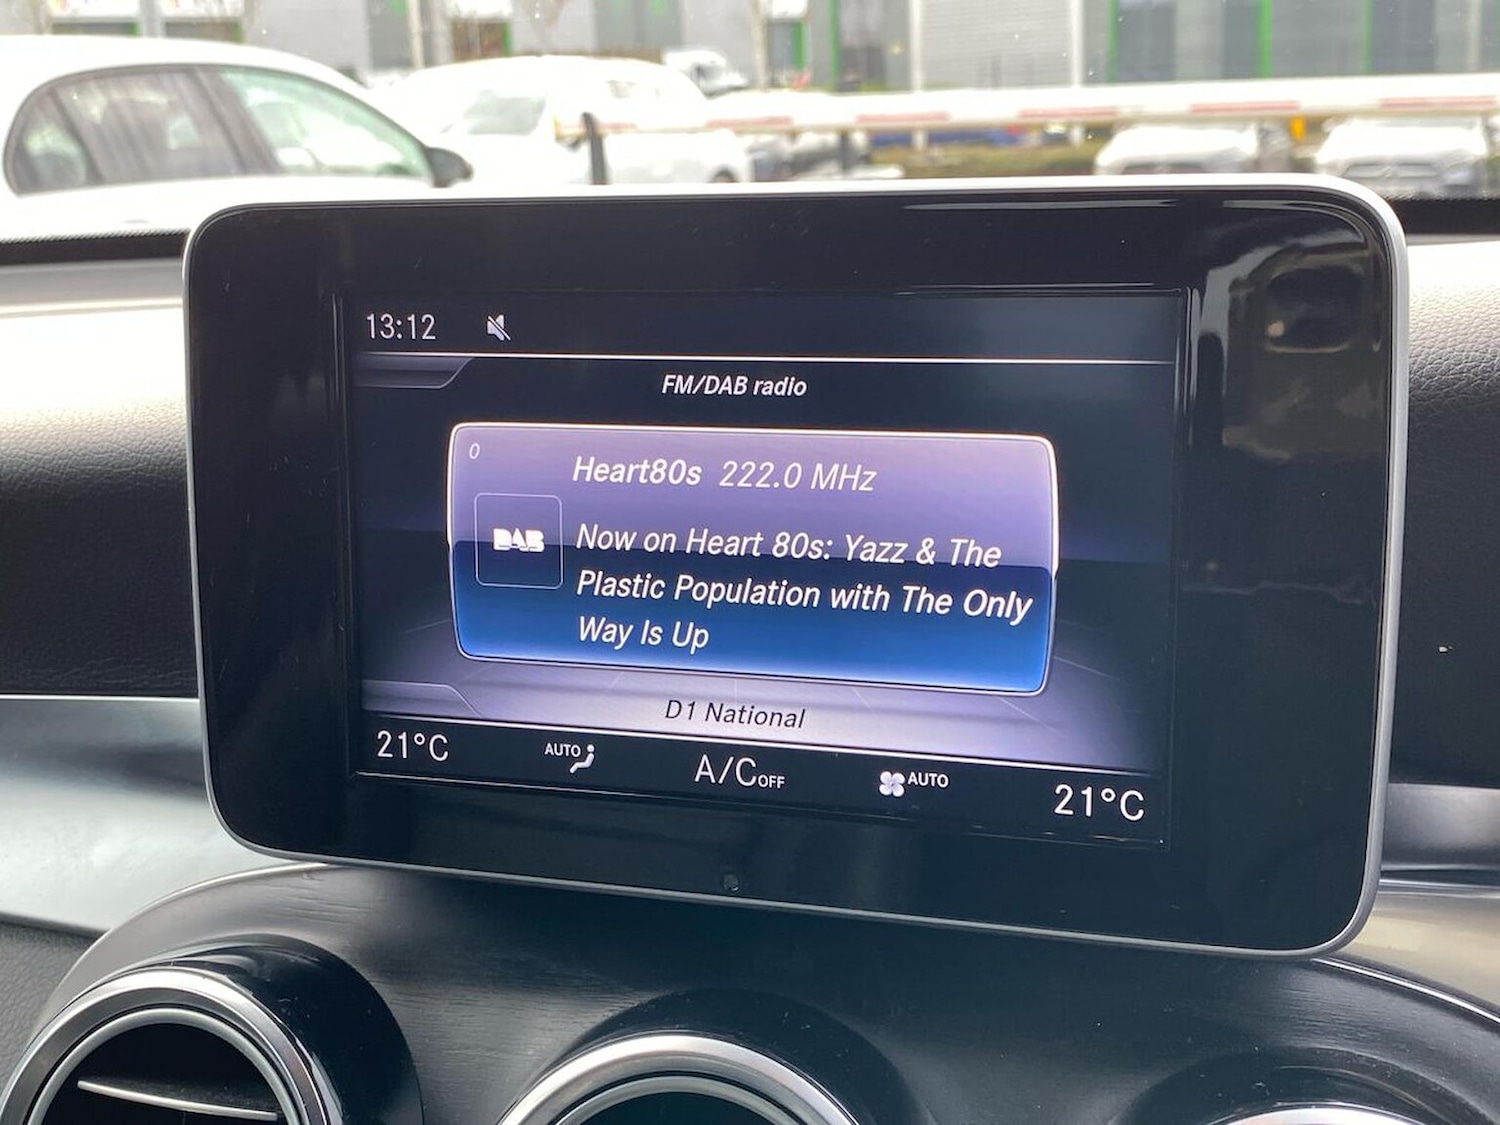 13:12
FM/DAB radio
0
Heart80s 222.0 MHz
DAB
Now on Heart 80s: Yazz & The
Plastic Population with The Only
Way Is Up
D1 National
21°C AUTO A/C OFF AUTO 21°C